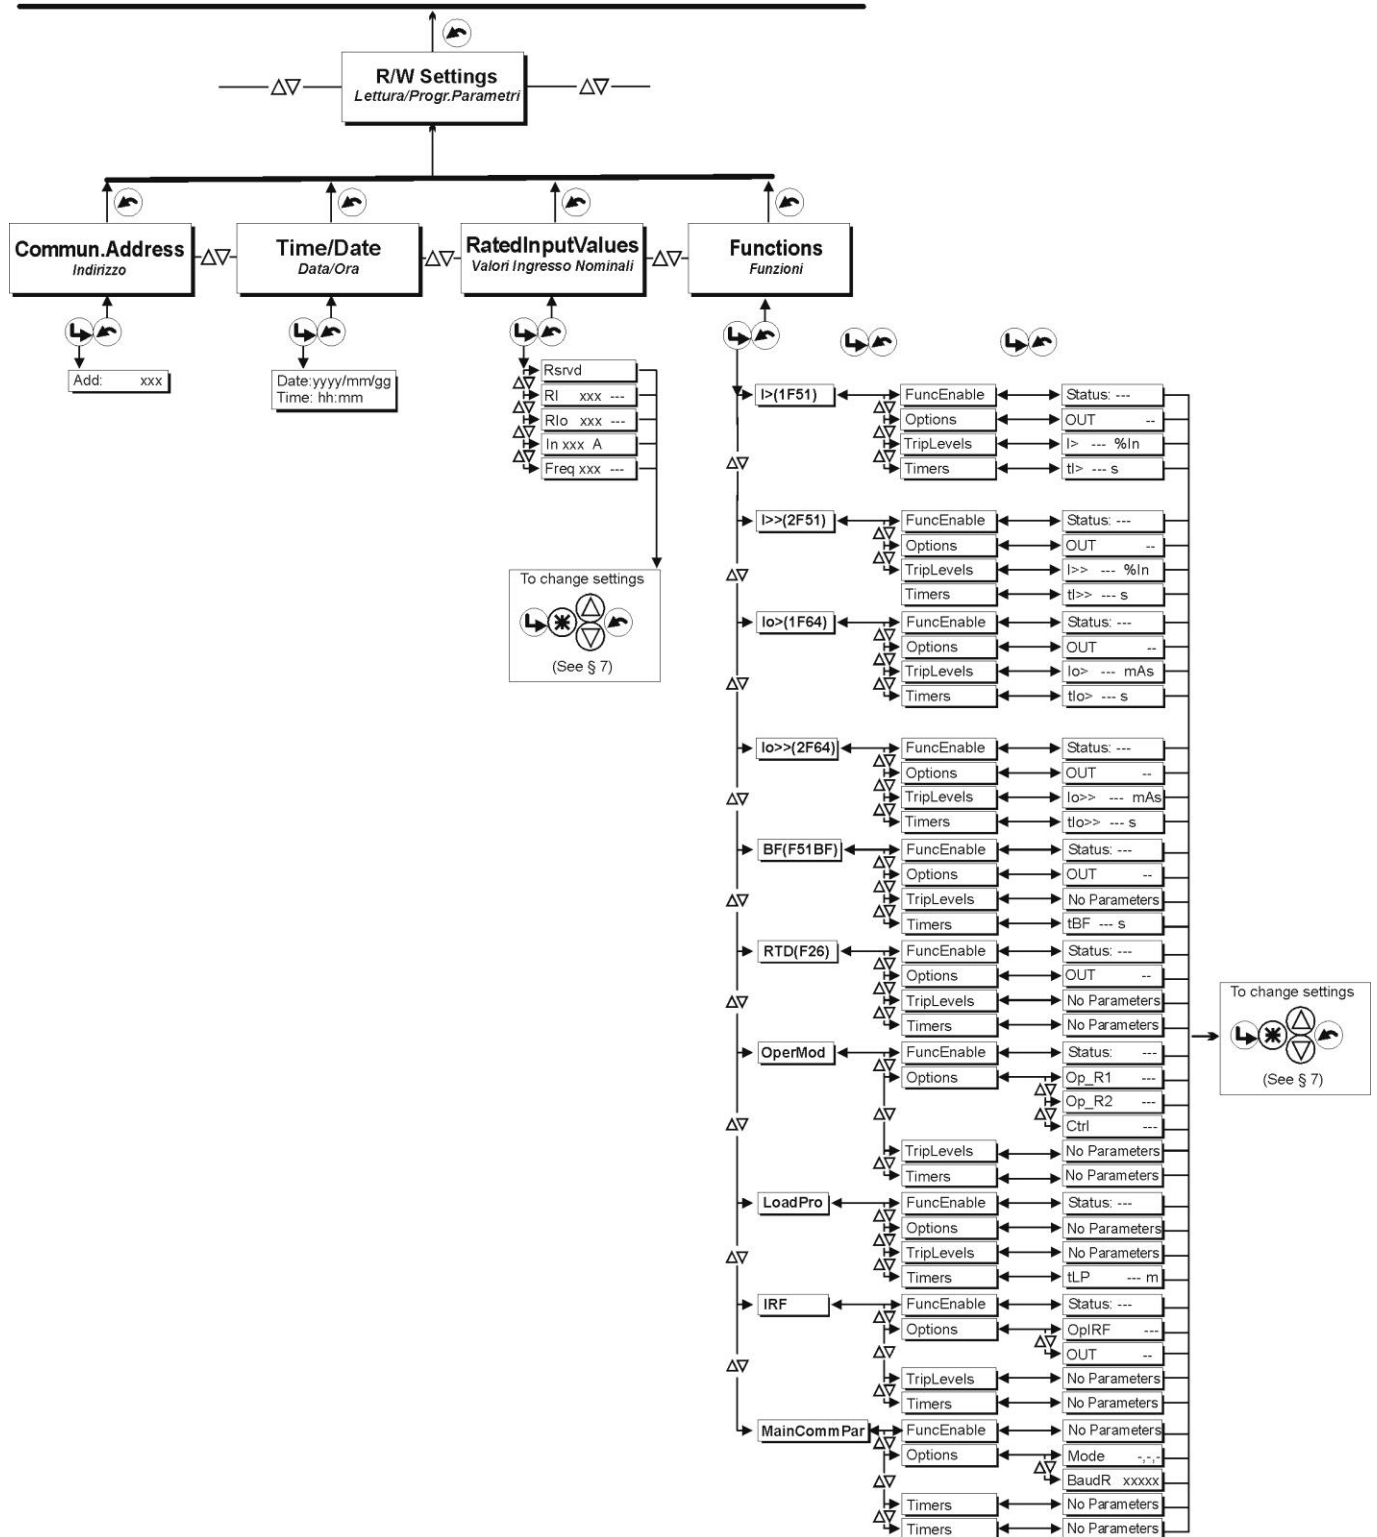 R/W Settings
Lettura/Progr.Parametri
Commun.Address
Indirizzo
Time/Date
Data/Ora
RatedInputValues
Valori Ingresso Nominali
Functions
Funzioni
Add: xxx
Date:yyyy/mm/gg
Time: hh:mm
Rsrvd
RI xxx ---
RIo xxx ---
In xxx A
Freq xxx ---
To change settings
(See § 7)
I>(1F51)
FuncEnable
Status: ---
Options
OUT --
TripLevels
I> --- %In
Timers
tI> --- s
I>>(2F51)
FuncEnable
Status: ---
Options
OUT --
TripLevels
I>> --- %In
Timers
tI>> --- s
Io>(1F64)
FuncEnable
Status: ---
Options
OUT --
TripLevels
Io> --- mAs
Timers
tIo> --- s
Io>>(2F64)
FuncEnable
Status: ---
Options
OUT --
TripLevels
Io>> --- mAs
Timers
tIo>> --- s
BF(F51BF)
FuncEnable
Status: ---
Options
OUT --
TripLevels
No Parameters
Timers
tBF --- s
RTD(F26)
FuncEnable
Status: ---
Options
OUT --
TripLevels
No Parameters
Timers
No Parameters
OperMod
FuncEnable
Status: ---
Options
Op_R1 ---
Op_R2 ---
Ctrl ---
TripLevels
No Parameters
Timers
No Parameters
LoadPro
FuncEnable
Status: ---
Options
No Parameters
TripLevels
No Parameters
Timers
tLP --- m
IRF
FuncEnable
Status: ---
Options
OpIRF ---
OUT --
TripLevels
No Parameters
Timers
No Parameters
MainCommPar
FuncEnable
No Parameters
Options
Mode -,-,-
BaudR xxxxx
Timers
No Parameters
Timers
No Parameters
To change settings
(See § 7)